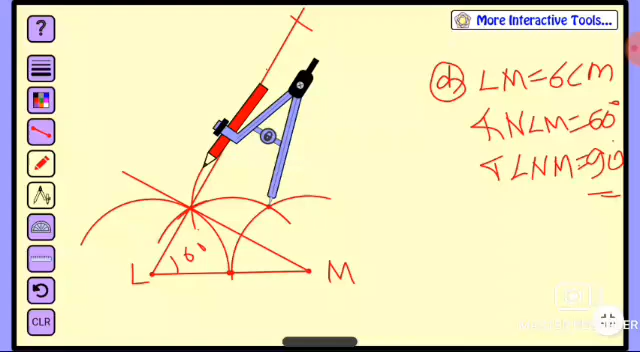 More Interactive Tools...
?
(d) LM=6CM
∡NLM=60°
∡LNM=90°
60
L
M
CLR